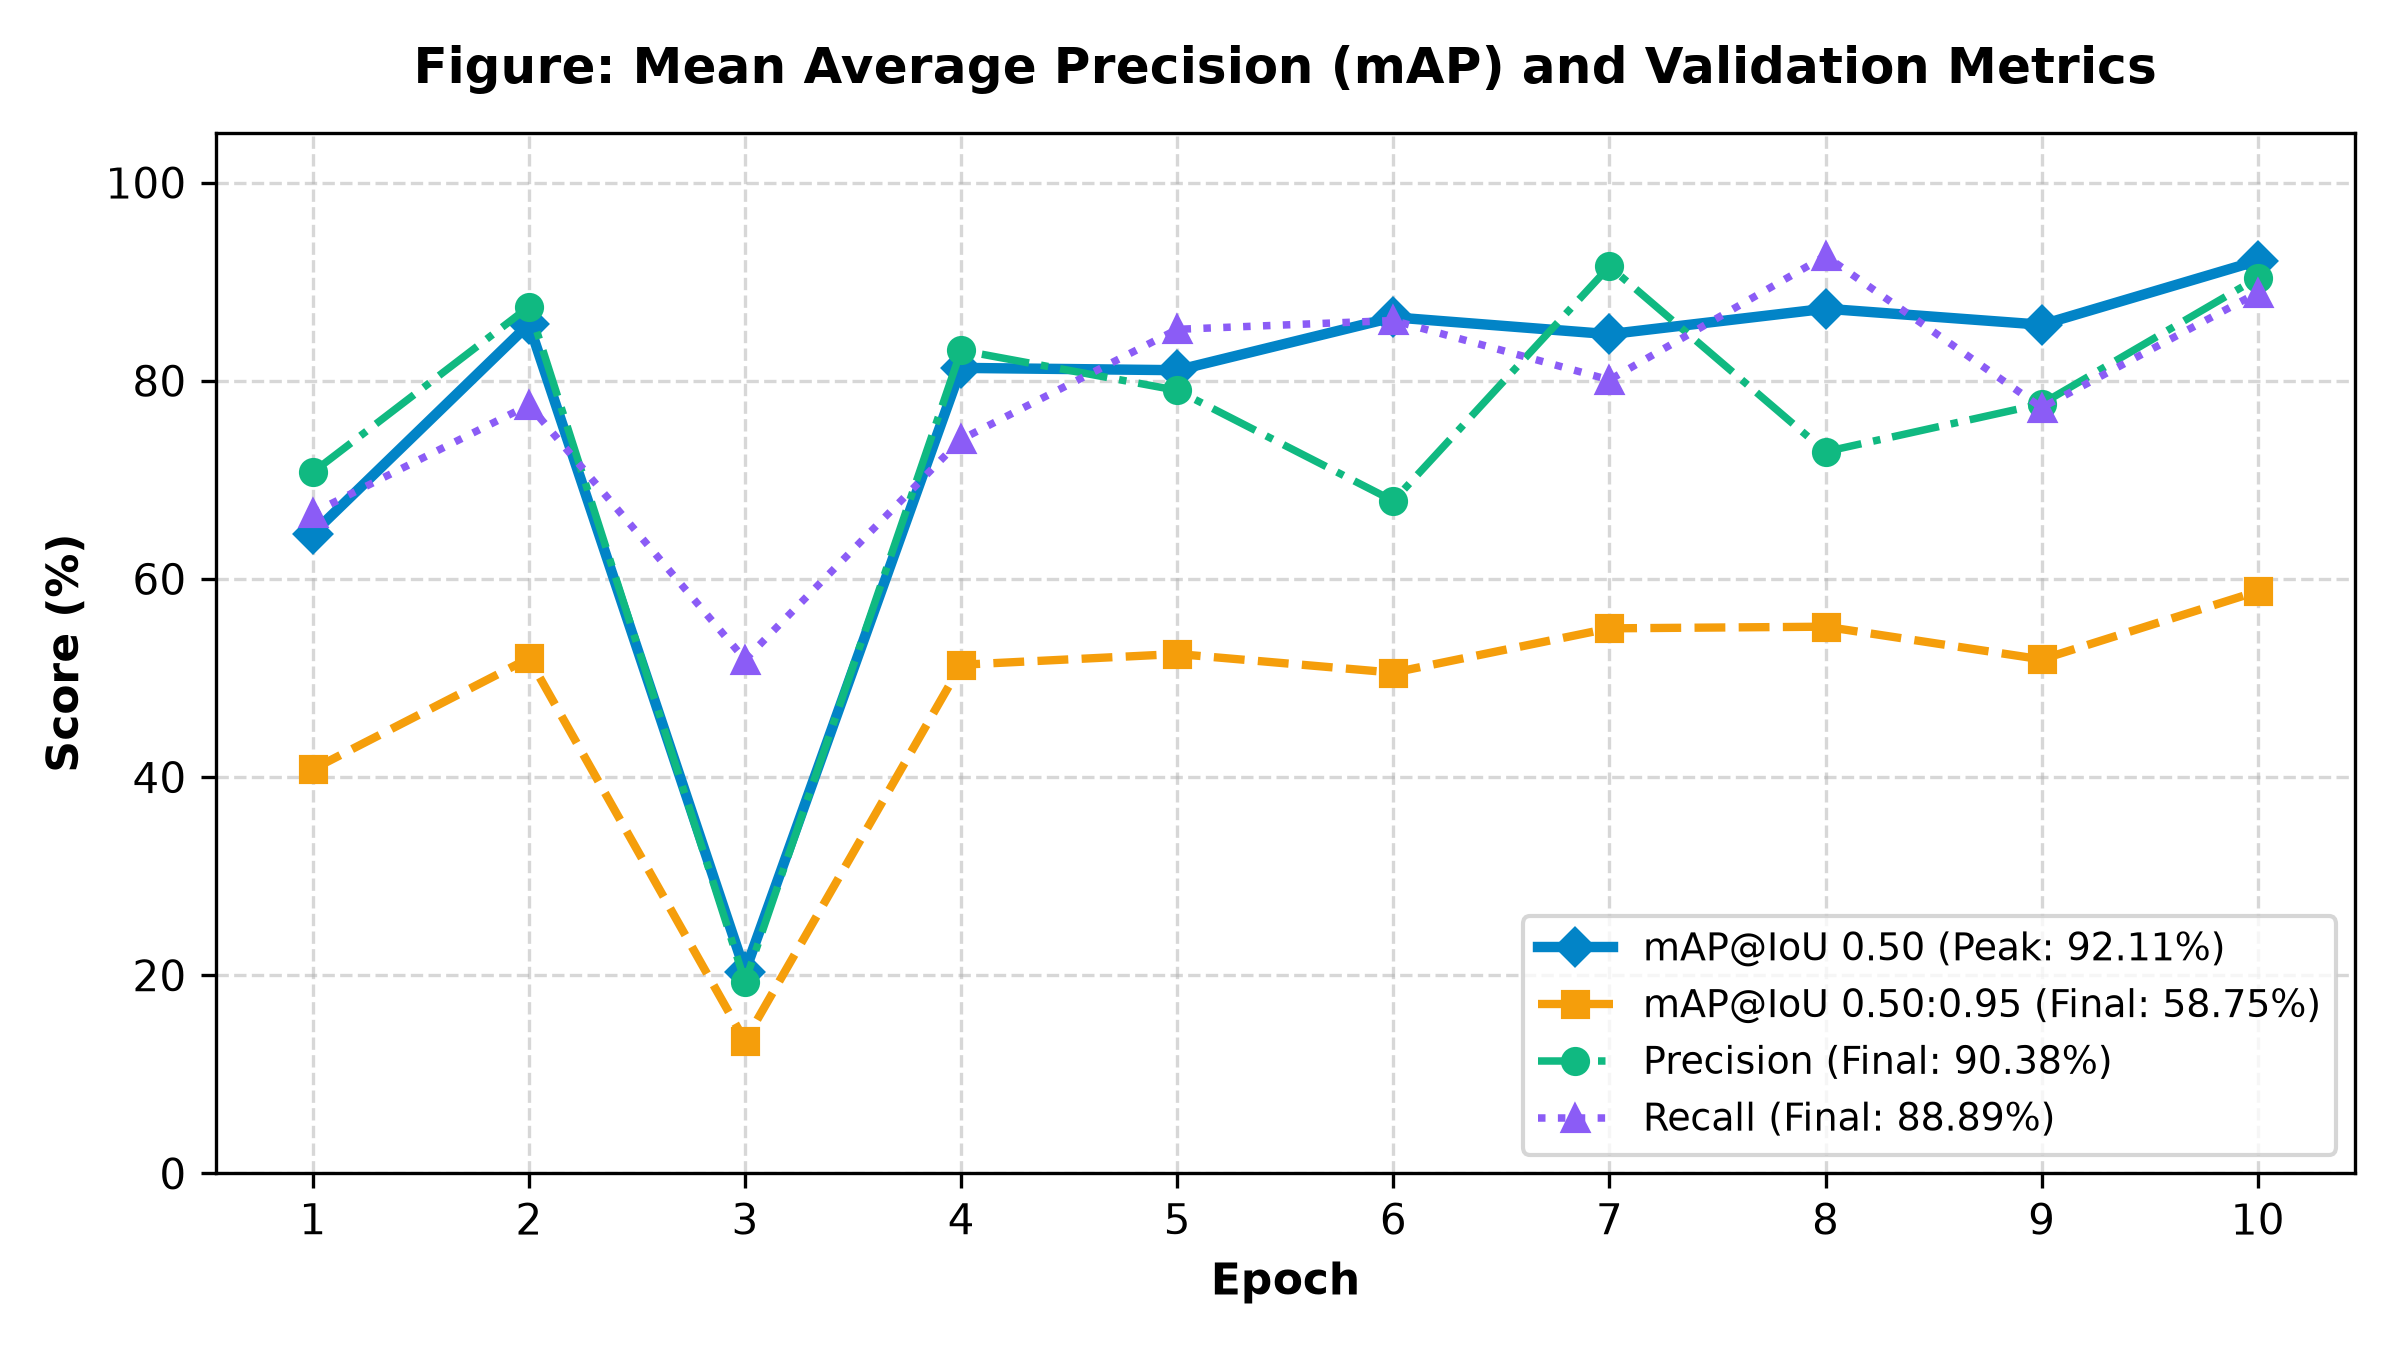 Figure: Mean Average Precision (mAP) and Validation Metrics
Score (%)
100
80
60
40
20
0
mAP@IoU 0.50 (Peak: 92.11%)
mAP@IoU 0.50:0.95 (Final: 58.75%)
Precision (Final: 90.38%)
Recall (Final: 88.89%)
1 2 3 4 5 6 7 8 9 10
Epoch